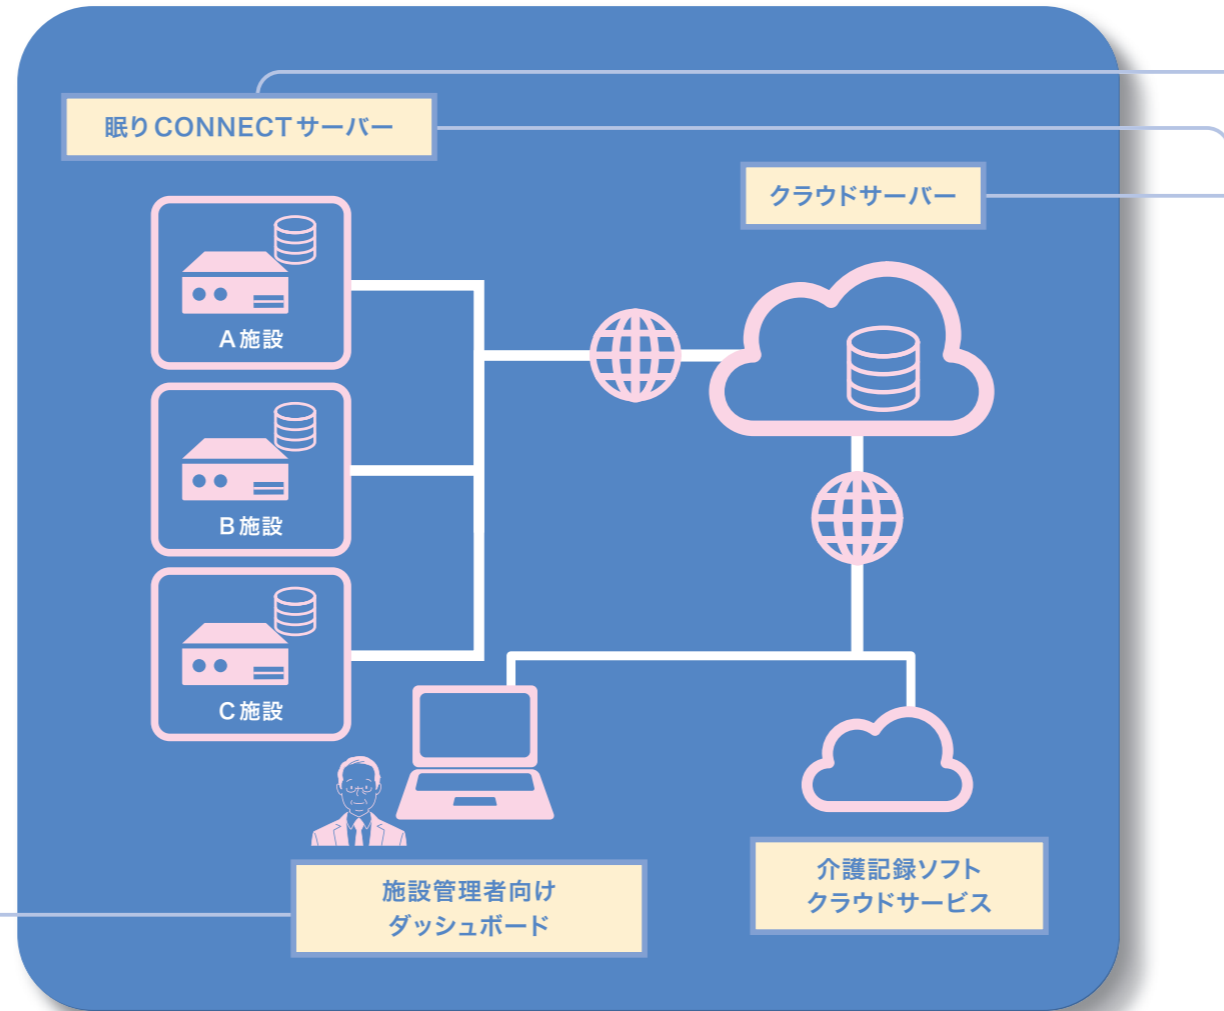 眠りCONNECTサーバー
クラウドサーバー
A施設
B施設
C施設
施設管理者向け
ダッシュボード
介護記録ソフト
クラウドサービス